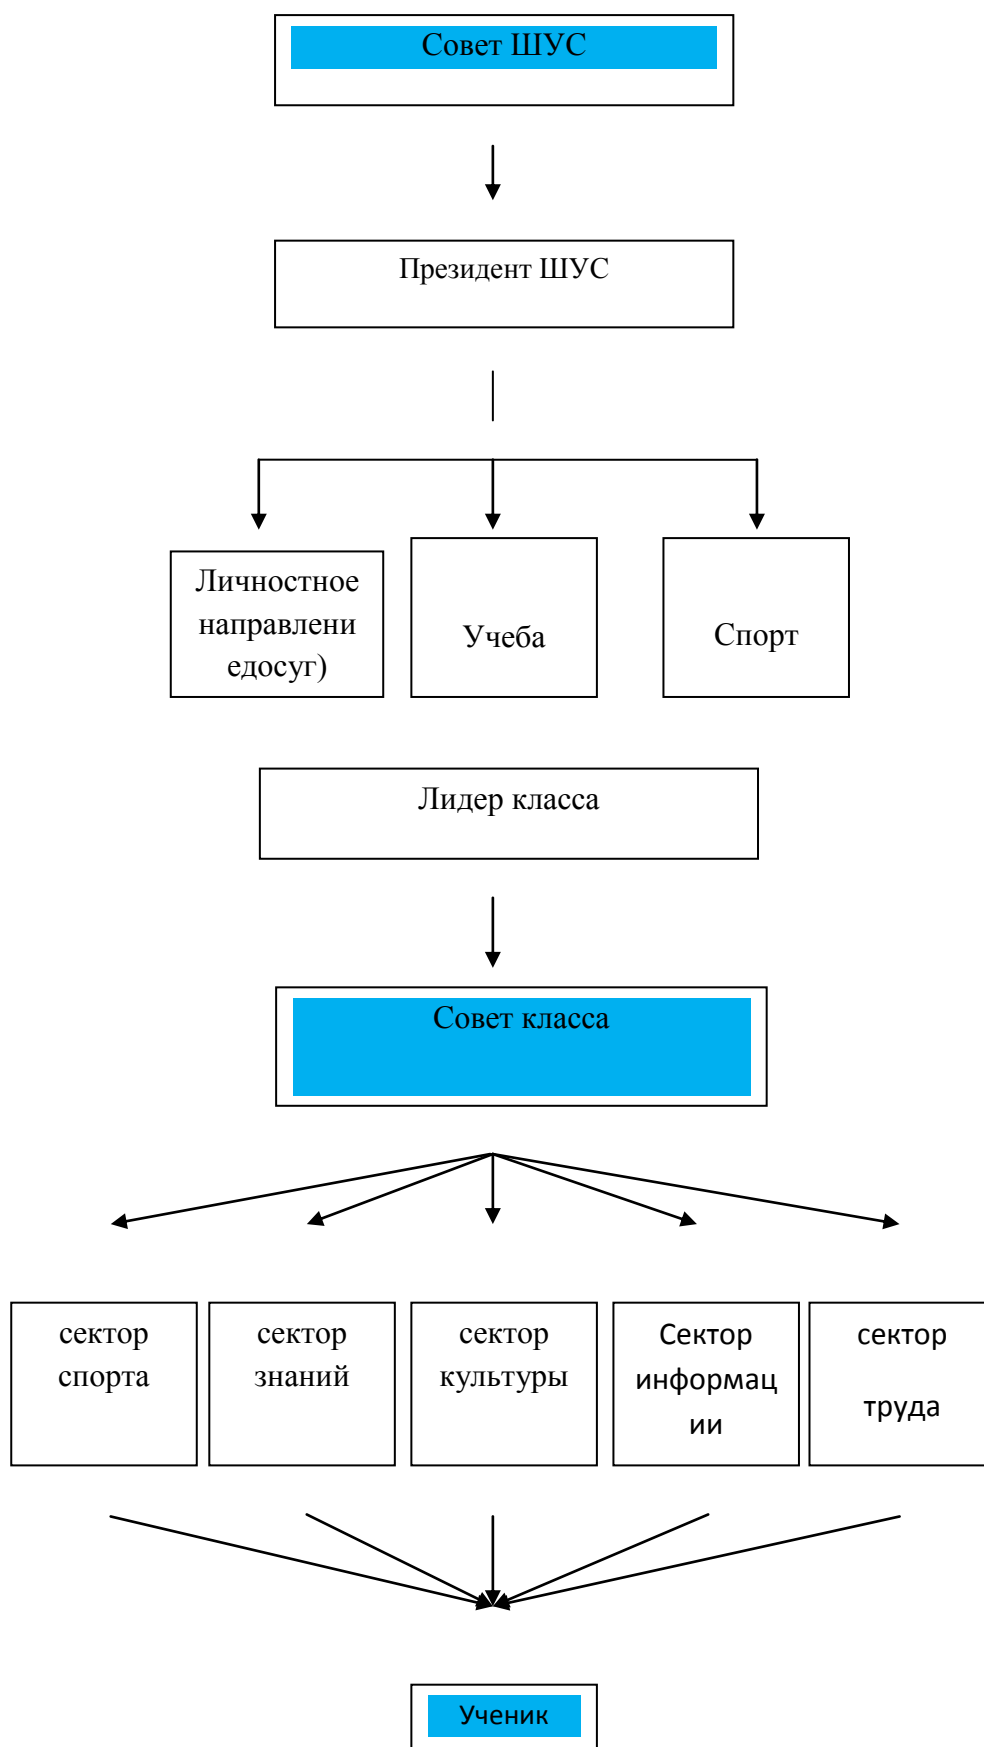 Совет ШУС
Президент ШУС
Личностное
направлени
едосуг)
Учеба
Спорт
Лидер класса
Совет класса
сектор
спорта
сектор
знаний
сектор
культуры
Сектор
информац
ии
сектор
труда
Ученик